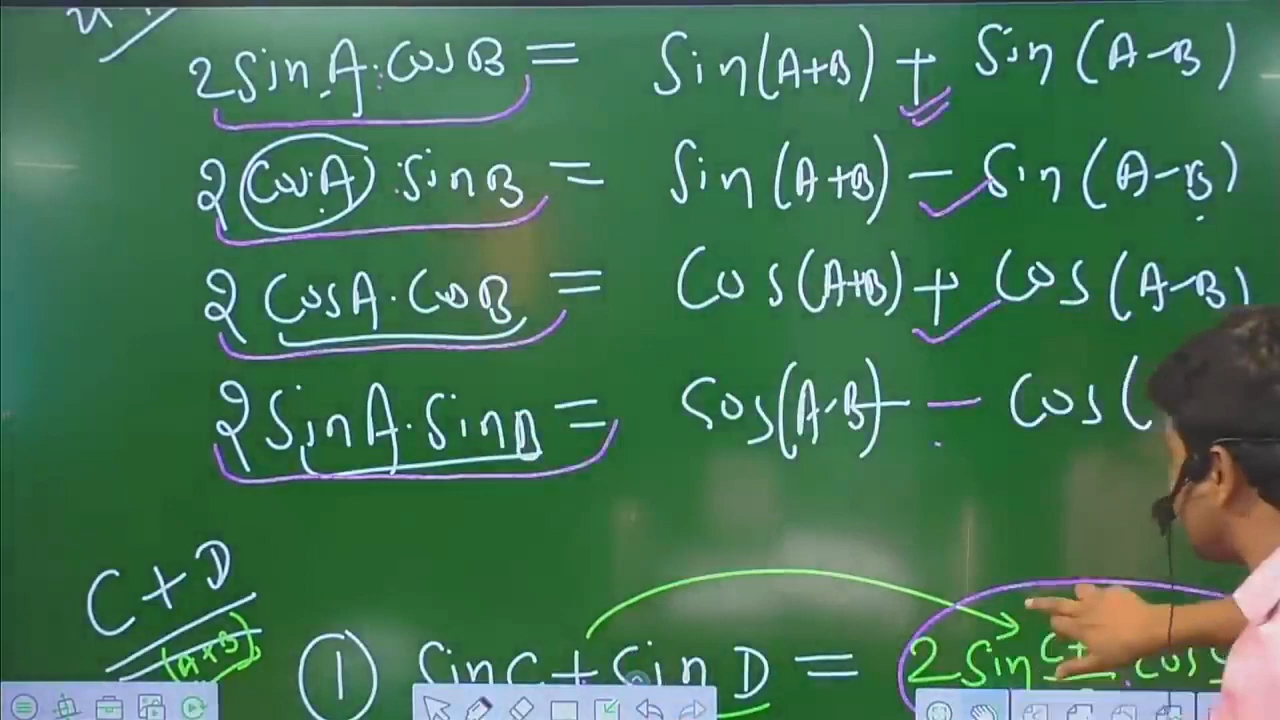 2 Sin A . Cos B = Sin (A+B) + Sin (A-B)
2 Cos A . Sin B = Sin (A+B) - Sin (A-B)
2 Cos A . Cos B = Cos (A+B) + Cos (A-B)
2 Sin A . Sin B = Cos (A-B) - Cos (
C + D
(A+B)
① Sin C + Sin D = 2 Sin C+ . Cos